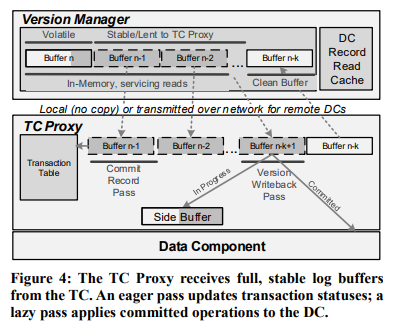 Version Manager
Volatile
Stable/Lent to TC Proxy
Buffer n
Buffer n-1
Buffer n-2
...
Buffer n-k
In-Memory, servicing reads
Clean Buffer
DC
Record
Read
Cache
Local (no copy) or transmitted over network for remote DCs
TC Proxy
Transaction
Table
Buffer n-1
Buffer n-2
...
Buffer n-k+1
Buffer n-k
Commit
Record
Pass
Version
Writeback
Pass
In Progress
Committed
Side Buffer
Data Component
Figure 4: The TC Proxy receives full, stable log buffers
from the TC. An eager pass updates transaction statuses; a
lazy pass applies committed operations to the DC.